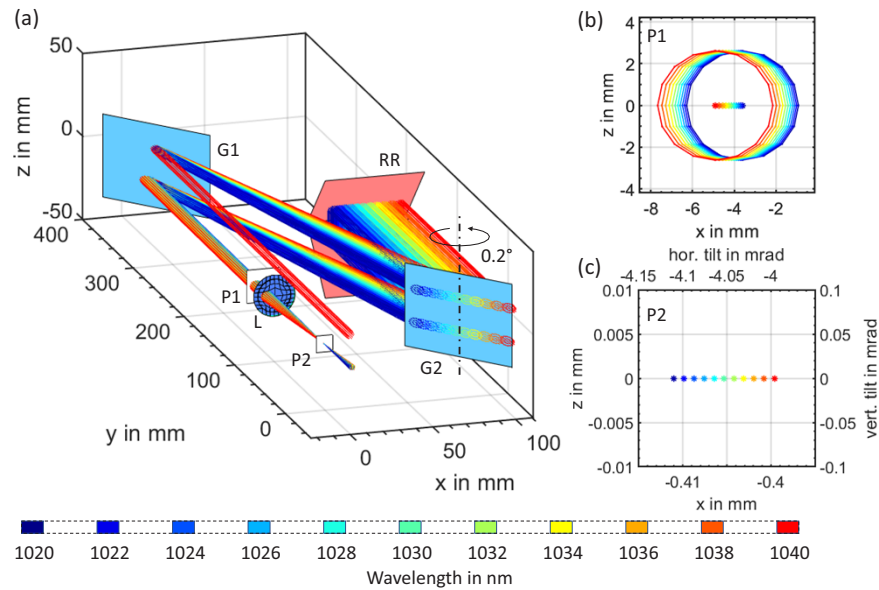 (a)
z in mm
50
0
-50
400
300
200
100
0
y in mm
0
50
100
x in mm
G1
RR
0.2°
P1
L
P2
G2
(b)
P1
z in mm
4
2
0
-2
-4
-8 -6 -4 -2
x in mm
hor. tilt in mrad
(c)
-4.15 -4.1 -4.05 -4
P2
z in mm
0.01
0.005
0
-0.005
-0.01
0.1
0.05
0
-0.05
-0.1
vert. tilt in mrad
-0.41 -0.4
x in mm
1020 1022 1024 1026 1028 1030 1032 1034 1036 1038 1040
Wavelength in nm